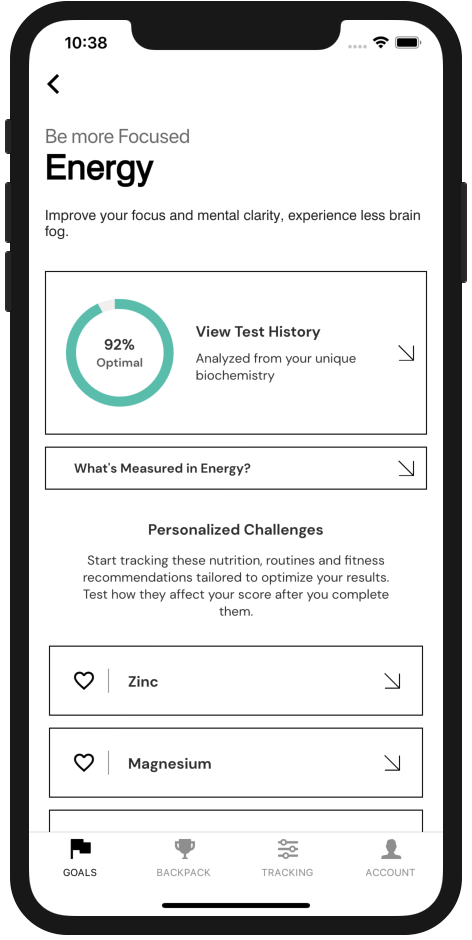 10:38
Be more Focused
Energy
Improve your focus and mental clarity, experience less brain
fog.
92%
Optimal
View Test History
Analyzed from your unique
biochemistry
What's Measured in Energy?
Personalized Challenges
Start tracking these nutrition, routines and fitness
recommendations tailored to optimize your results.
Test how they affect your score after you complete
them.
Zinc
Magnesium
GOALS
BACKPACK
TRACKING
ACCOUNT